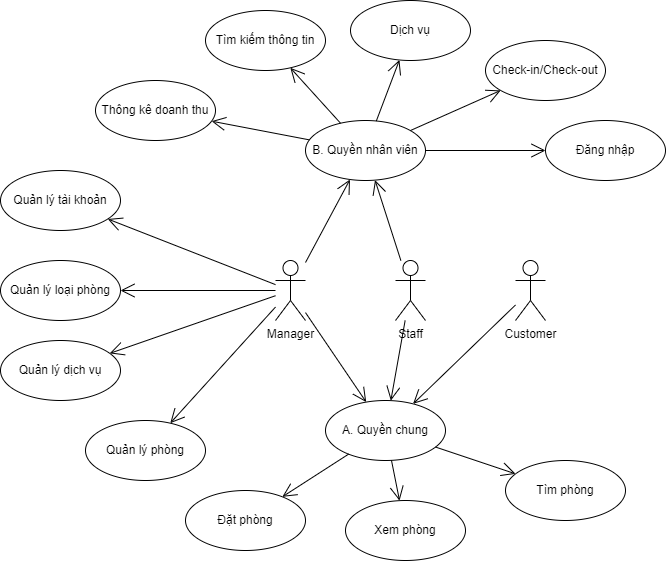 Dịch vụ
Tìm kiếm thông tin
Check-in/Check-out
Thông kê doanh thu
B. Quyền nhân viên
Đăng nhập
Quản lý tài khoản
Quản lý loại phòng
Manager
Staff
Customer
Quản lý dịch vụ
A. Quyền chung
Quản lý phòng
Tìm phòng
Đặt phòng
Xem phòng